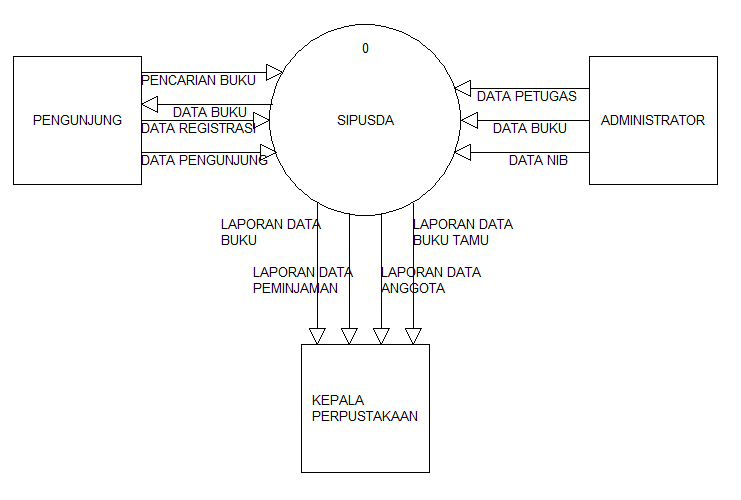 0
PENCARIAN BUKU
DATA BUKU
DATA REGISTRASI
DATA PENGUNJUNG
PENGUNJUNG
SIPUSDA
DATA PETUGAS
DATA BUKU
DATA NIB
ADMINISTRATOR
LAPORAN DATA
BUKU
LAPORAN DATA
BUKU TAMU
LAPORAN DATA
PEMINJAMAN
LAPORAN DATA
ANGGOTA
KEPALA
PERPUSTAKAAN